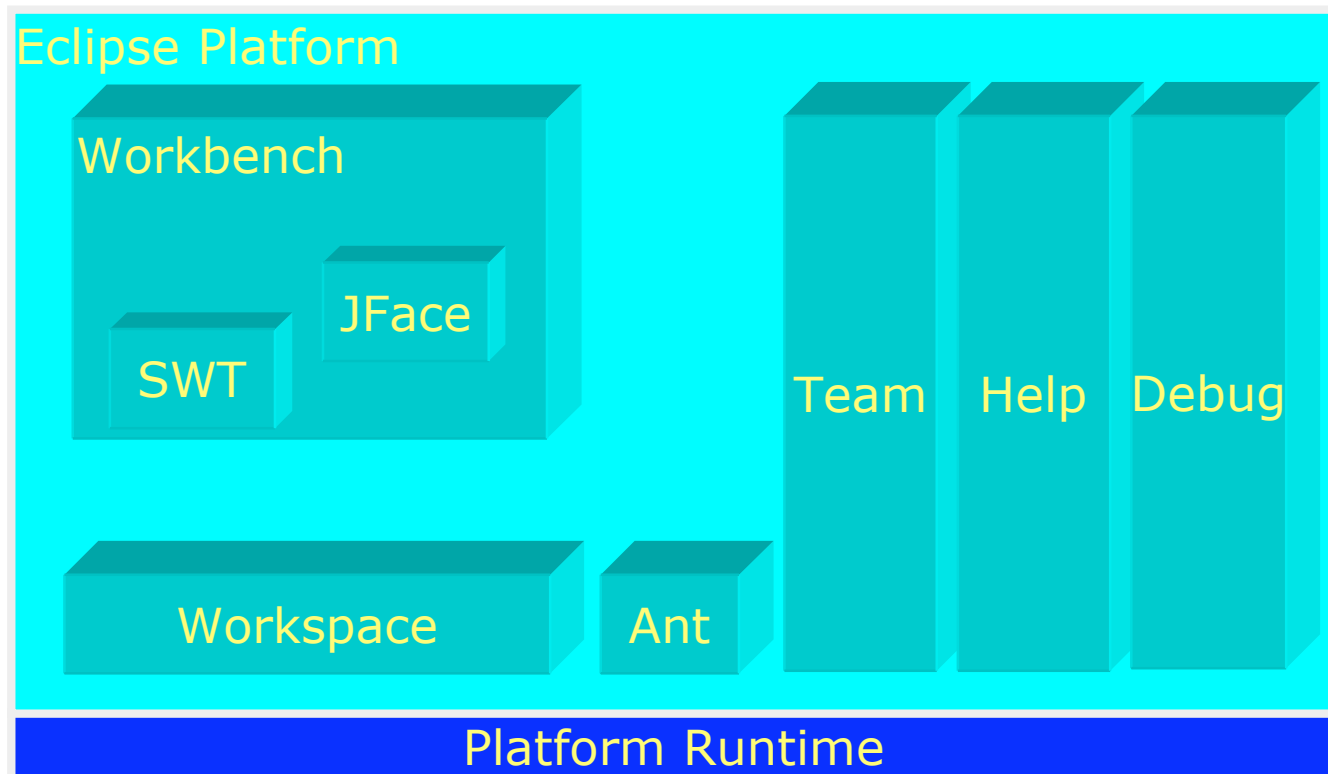 Eclipse Platform
Workbench
JFace
SWT
Team
Help
Debug
Workspace
Ant
Platform Runtime